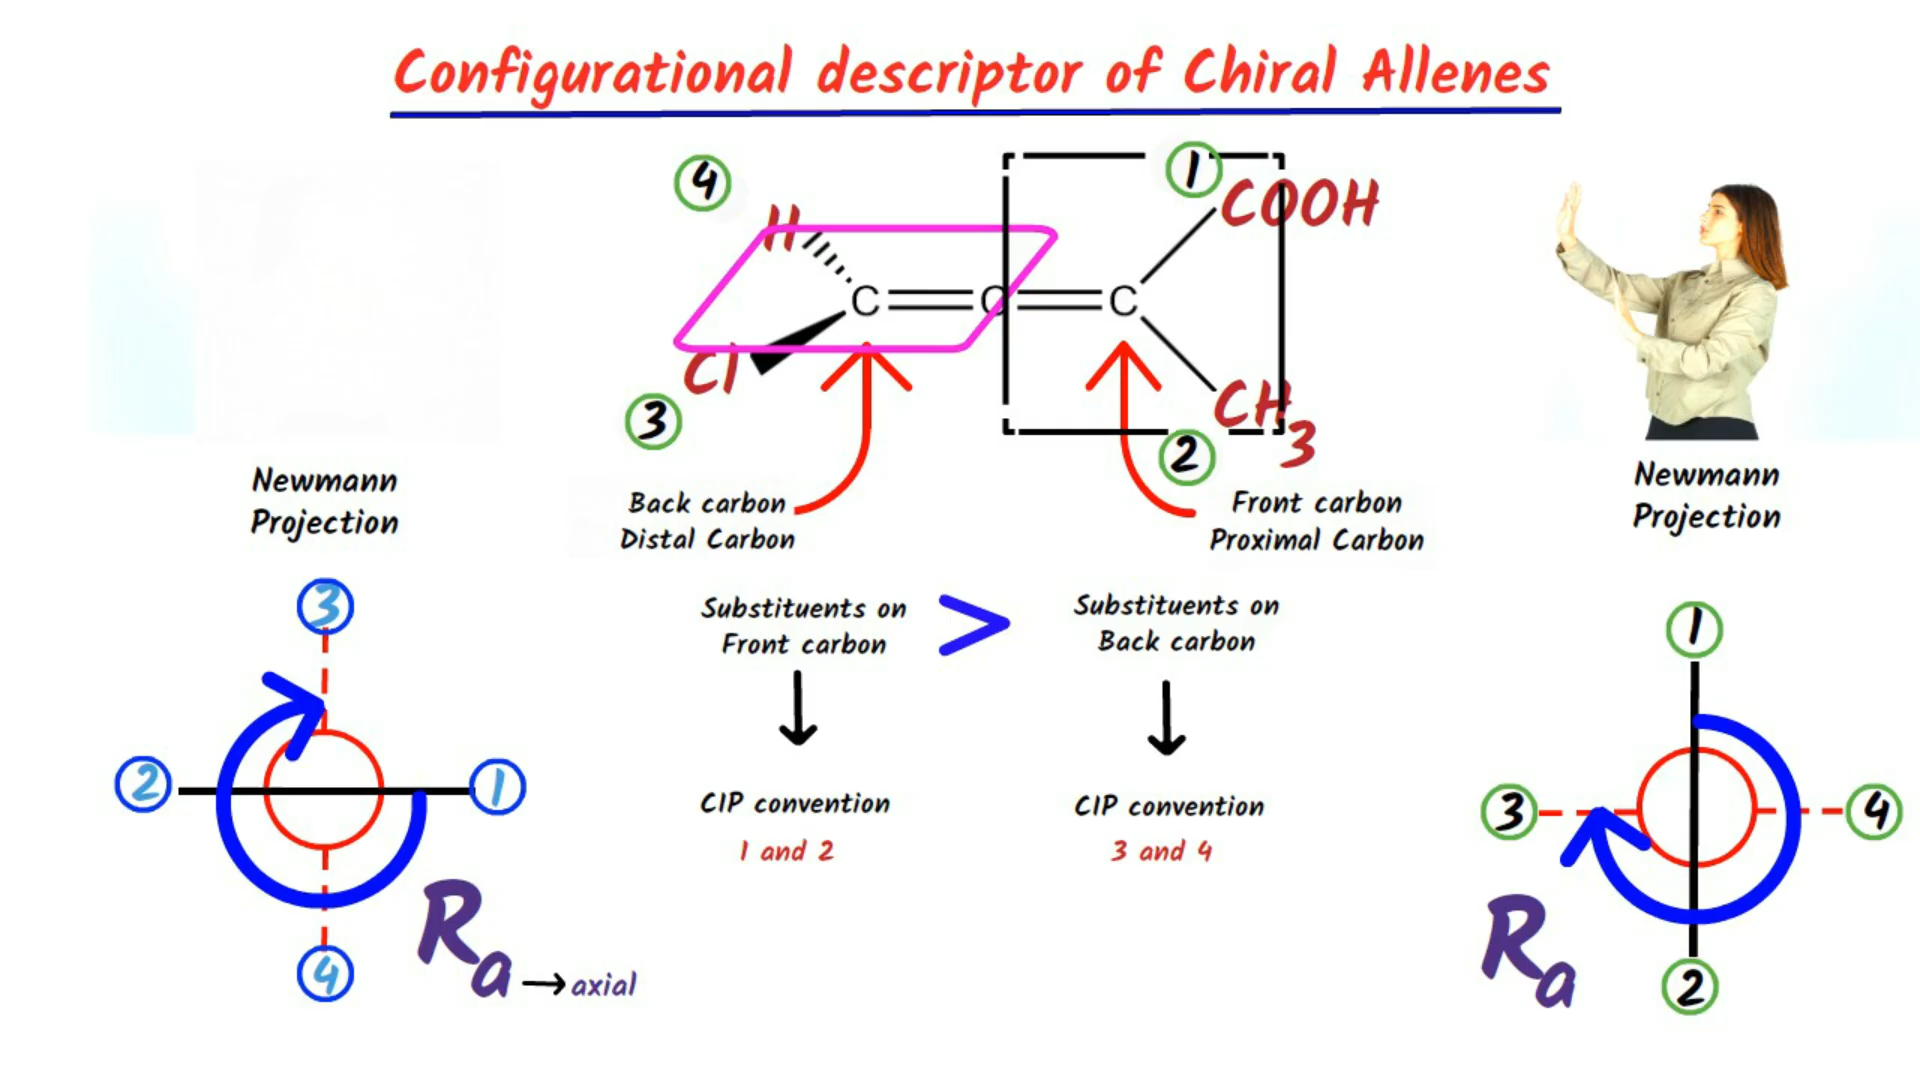 Configurational descriptor of Chiral Allenes
4
1
H
COOH
C
C
C
Cl
CH3
3
2
Newmann
Projection
Back carbon
Distal Carbon
Front carbon
Proximal Carbon
Newmann
Projection
Substituents on
Front carbon
>
Substituents on
Back carbon
CIP convention
1 and 2
CIP convention
3 and 4
3
2
1
4
Ra → axial
1
3
4
2
Ra